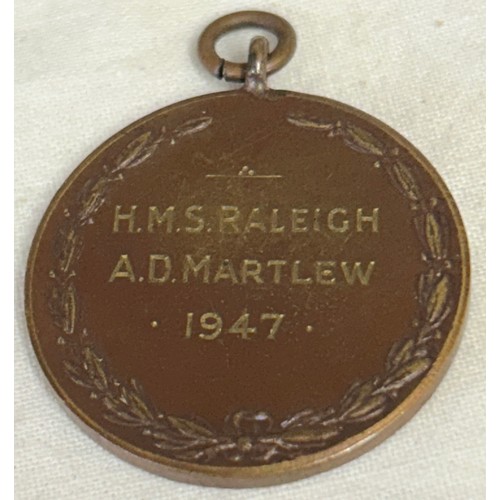 H.M.S. RALEIGH
A.D. MARTLEW
· 1947 ·